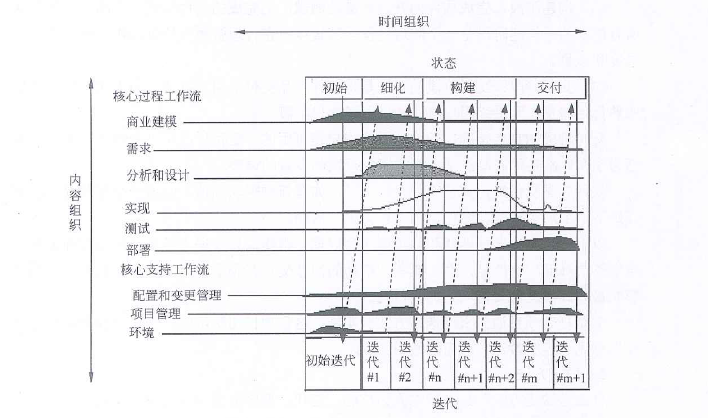 时间组织
状态
初始 细化 构建 交付
核心过程工作流
商业建模
需求
分析和设计
实现
测试
部署
核心支持工作流
配置和变更管理
项目管理
环境
内容组织
初始迭代 迭代#1 迭代#2 迭代#n 迭代#n+1 迭代#n+2 迭代#m 迭代#m+1
迭代